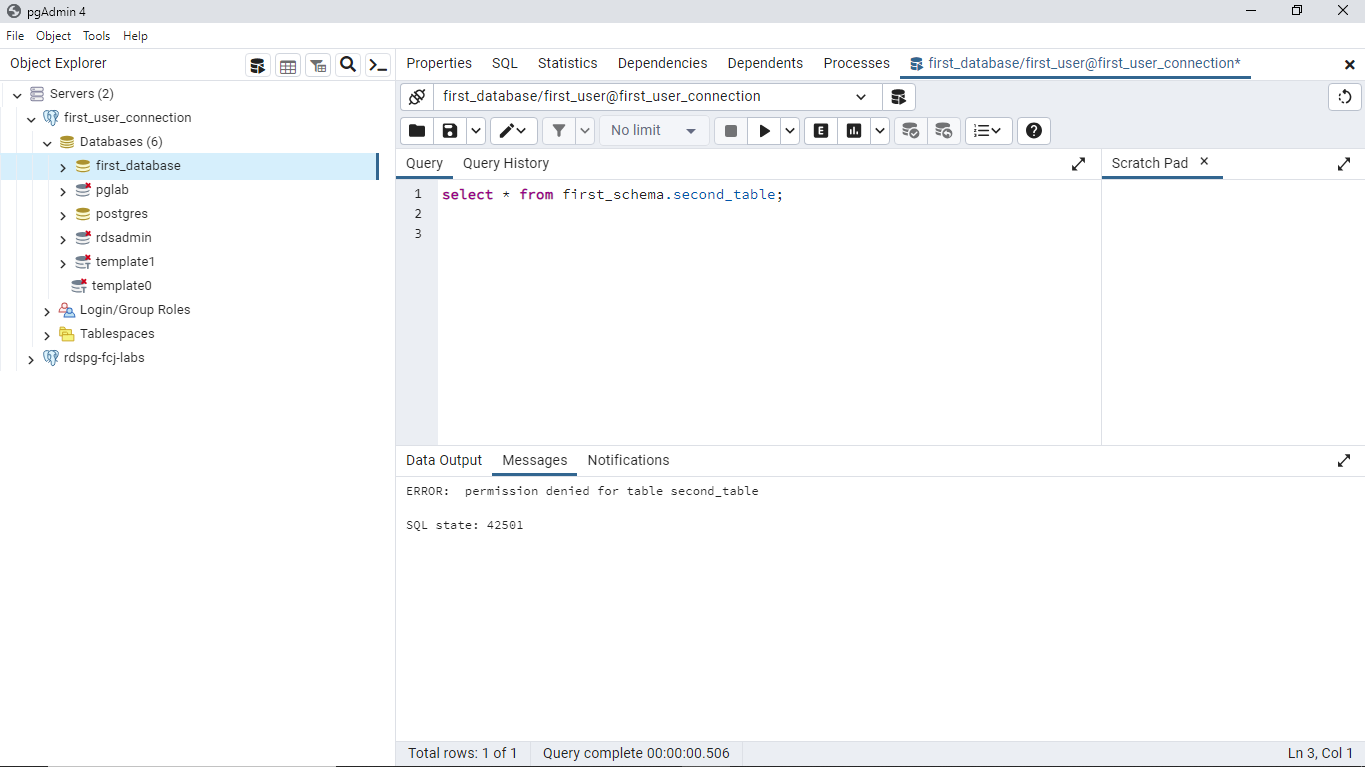 pgAdmin 4
File Object Tools Help
Object Explorer
Servers (2)
first_user_connection
Databases (6)
first_database
pglab
postgres
rdsadmin
template1
template0
Login/Group Roles
Tablespaces
rdspg-fcj-labs
Properties SQL Statistics Dependencies Dependents Processes first_database/first_user@first_user_connection*
first_database/first_user@first_user_connection
No limit
E
Query Query History
Scratch Pad
1 select * from first_schema.second_table;
2
3
Data Output Messages Notifications
ERROR:  permission denied for table second_table
SQL state: 42501
Total rows: 1 of 1 Query complete 00:00:00.506 Ln 3, Col 1